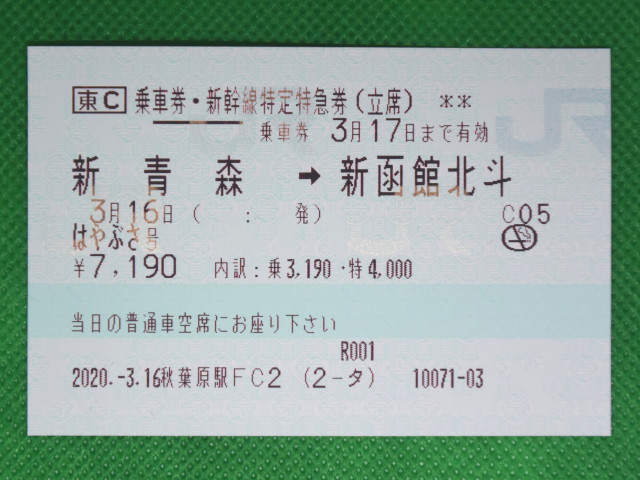 東C 乗車券・新幹線特定特急券(立席) **
乗車券 3月17日まで有効
新青森 → 新函館北斗
3月16日( : 発) C05
はやぶさ号
¥7,190 内訳:乗3,190・特4,000
当日の普通車空席にお座り下さい
R001
2020.-3.16秋葉原駅FC2 (2-タ) 10071-03